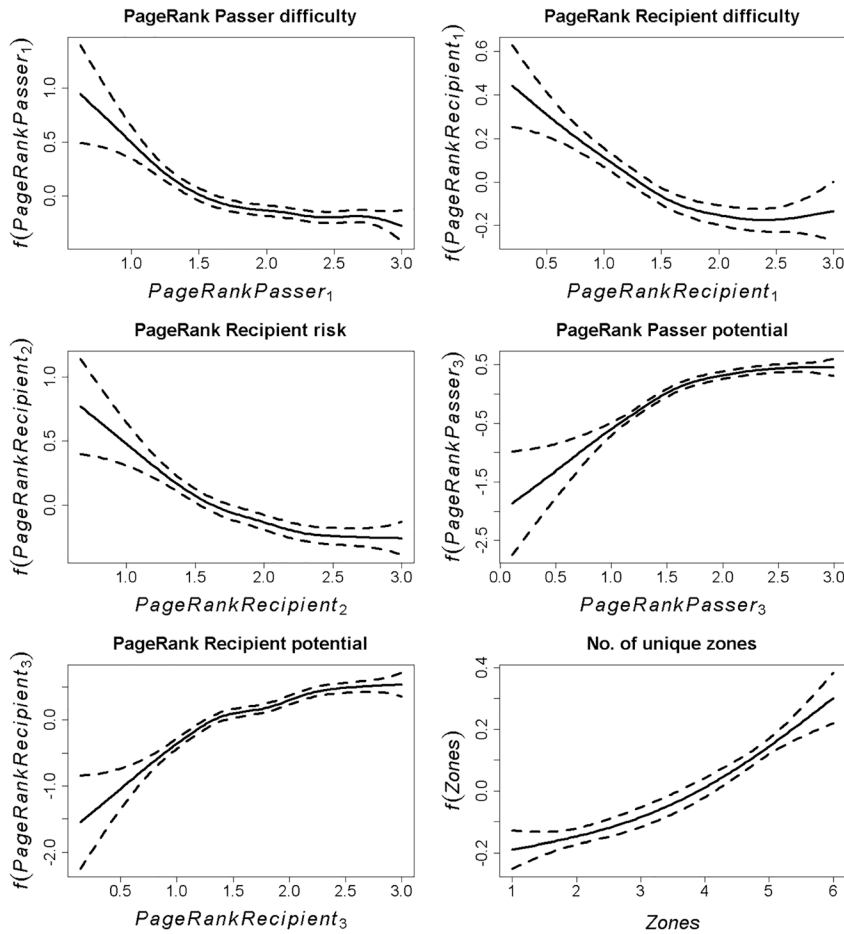 PageRank Passer difficulty
f(PageRankPasser1)
1.0
0.5
0.0
1.0 1.5 2.0 2.5 3.0
PageRankPasser1
PageRank Recipient difficulty
f(PageRankRecipient1)
0.6
0.4
0.2
0.0
-0.2
0.5 1.0 1.5 2.0 2.5 3.0
PageRankRecipient1
PageRank Recipient risk
f(PageRankRecipient2)
1.0
0.5
0.0
1.0 1.5 2.0 2.5 3.0
PageRankRecipient2
PageRank Passer potential
f(PageRankPasser3)
0.5
-0.5
-1.5
-2.5
0.0 0.5 1.0 1.5 2.0 2.5 3.0
PageRankPasser3
PageRank Recipient potential
f(PageRankRecipient3)
0.0
-1.0
-2.0
0.5 1.0 1.5 2.0 2.5 3.0
PageRankRecipient3
No. of unique zones
f(Zones)
0.4
0.2
0.0
-0.2
1 2 3 4 5 6
Zones